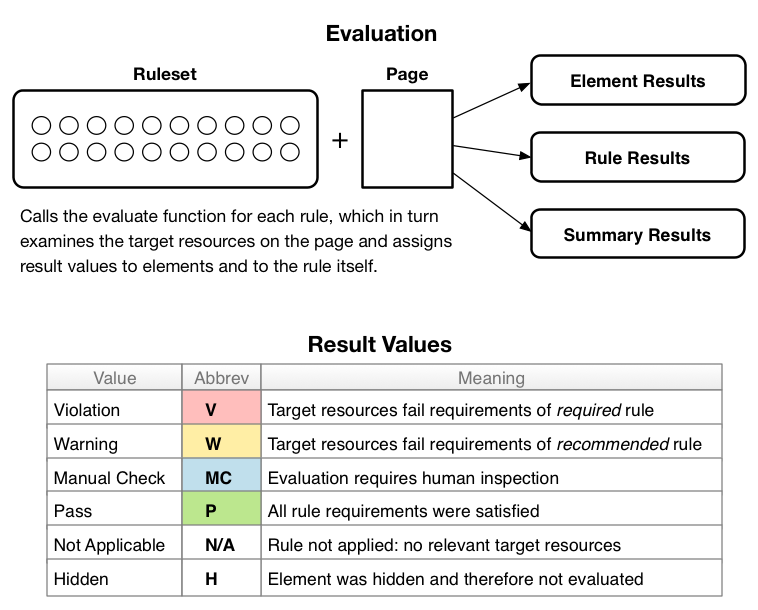 Evaluation
Ruleset
Page
+
Element Results
Rule Results
Summary Results
Calls the evaluate function for each rule, which in turn
examines the target resources on the page and assigns
result values to elements and to the rule itself.
Result Values
Value Abbrev Meaning
Violation V Target resources fail requirements of required rule
Warning W Target resources fail requirements of recommended rule
Manual Check MC Evaluation requires human inspection
Pass P All rule requirements were satisfied
Not Applicable N/A Rule not applied: no relevant target resources
Hidden H Element was hidden and therefore not evaluated